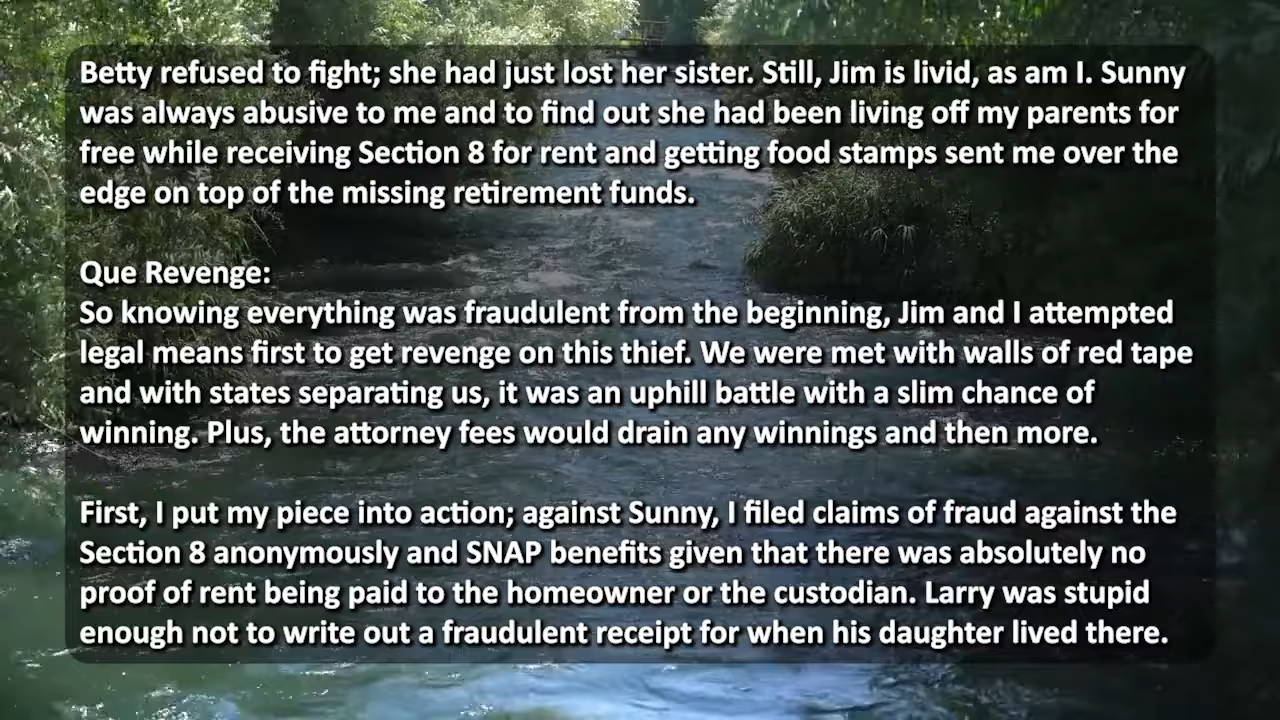 Betty refused to fight; she had just lost her sister. Still, Jim is livid, as am I. Sunny
was always abusive to me and to find out she had been living off my parents for
free while receiving Section 8 for rent and getting food stamps sent me over the
edge on top of the missing retirement funds.
Que Revenge:
So knowing everything was fraudulent from the beginning, Jim and I attempted
legal means first to get revenge on this thief. We were met with walls of red tape
and with states separating us, it was an uphill battle with a slim chance of
winning. Plus, the attorney fees would drain any winnings and then more.
First, I put my piece into action; against Sunny, I filed claims of fraud against the
Section 8 anonymously and SNAP benefits given that there was absolutely no
proof of rent being paid to the homeowner or the custodian. Larry was stupid
enough not to write out a fraudulent receipt for when his daughter lived there.